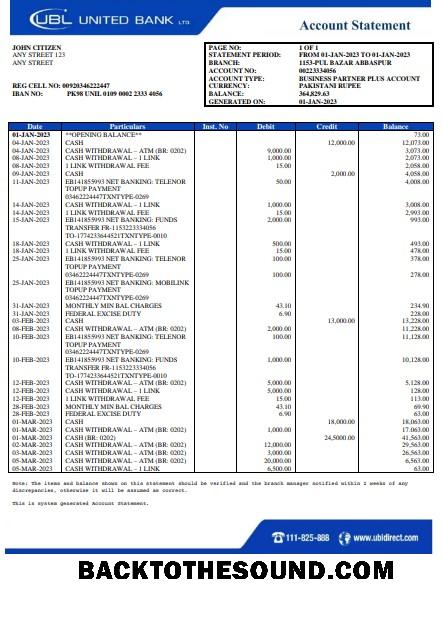 UBL UNITED BANK LTD.
Account Statement
JOHN CITIZEN
ANY STREET 123
ANY STREET
REG CELL NO: 00920346222447
IBAN NO: PK98 UNIL 0109 0002 2333 4056
PAGE NO: 1 OF 1
STATEMENT PERIOD: FROM 01-JAN-2023 TO 01-JAN-2023
BRANCH: 1153-PUL BAZAR ABBASPUR
ACCOUNT NO: 00223334056
ACCOUNT TYPE: BUSINESS PARTNER PLUS ACCOUNT
CURRENCY: PAKISTANI RUPEE
BALANCE: 364,829.63
GENERATED ON: 01-JAN-2023
Date Particulars Inst. No Debit Credit Balance
01-JAN-2023 **OPENING BALANCE** 73.00
04-JAN-2023 CASH 12,000.00 12,073.00
04-JAN-2023 CASH WITHDRAWAL – ATM (BR: 0202) 9,000.00 3,073.00
08-JAN-2023 CASH WITHDRAWAL – 1 LINK 1,000.00 2,073.00
08-JAN-2023 1 LINK WITHDRAWAL FEE 15.00 2,058.00
09-JAN-2023 CASH 2,000.00 4,058.00
11-JAN-2023 EB141855993 NET BANKING: TELENOR 50.00 4,008.00
TOPUP PAYMENT
03462224447TXNTYPE-0269
14-JAN-2023 CASH WITHDRAWAL – 1 LINK 1,000.00 3,008.00
14-JAN-2023 1 LINK WITHDRAWAL FEE 15.00 2,993.00
15-JAN-2023 EB141855993 NET BANKING: FUNDS 2,000.00 993.00
TRANSFER FR-1153223334056
TO-1774233644521TXNTYPE-0010
18-JAN-2023 CASH WITHDRAWAL – 1 LINK 500.00 493.00
18-JAN-2023 1 LINK WITHDRAWAL FEE 15.00 478.00
25-JAN-2023 EB141855993 NET BANKING: TELENOR 100.00 378.00
TOPUP PAYMENT
03462224447TXNTYPE-0269 100.00 278.00
25-JAN-2023 EB141855993 NET BANKING: MOBILINK
TOPUP PAYMENT
03462224447TXNTYPE-0269
31-JAN-2023 MONTHLY MIN BAL CHARGES 43.10 234.90
31-JAN-2023 FEDERAL EXCISE DUTY 6.90 228.00
03-FEB-2023 CASH 13,000.00 13,228.00
08-FEB-2023 CASH WITHDRAWAL – ATM (BR: 0202) 2,000.00 11,228.00
10-FEB-2023 EB141855993 NET BANKING: TELENOR 100.00 11,128.00
TOPUP PAYMENT
03462224447TXNTYPE-0269
10-FEB-2023 EB141855993 NET BANKING: FUNDS 1,000.00 10,128.00
TRANSFER FR-1153223334056
TO-1774233644521TXNTYPE-0010
12-FEB-2023 CASH WITHDRAWAL – ATM (BR: 0202) 5,000.00 5,128.00
12-FEB-2023 CASH WITHDRAWAL – 1 LINK 5,000.00 128.00
12-FEB-2023 1 LINK WITHDRAWAL FEE 15.00 113.00
28-FEB-2023 MONTHLY MIN BAL CHARGES 43.10 69.90
28-FEB-2023 FEDERAL EXCISE DUTY 6.90 63.00
01-MAR-2023 CASH 18,000.00 18,063.00
01-MAR-2023 CASH WITHDRAWAL – ATM (BR: 0202) 1,000.00 17.063.00
01-MAR-2023 CASH (BR: 0202) 24,5000.00 41,563.00
02-MAR-2023 CASH WITHDRAWAL – ATM (BR: 0202) 12,000.00 29,563.00
03-MAR-2023 CASH WITHDRAWAL – ATM (BR: 0202) 3,000.00 26,563.00
05-MAR-2023 CASH WITHDRAWAL – ATM (BR: 0202) 20,000.00 6,563.00
05-MAR-2023 CASH WITHDRAWAL – 1 LINK 6,500.00 63.00
Note: The items and balance shown on this statement should be verified and the branch manager notified within 2 weeks of any
discrepancies, otherwise it will be assumed as correct.
This is system generated Account Statement.
111-825-888 www.ubldirect.com
BACKTOTHESOUND.COM